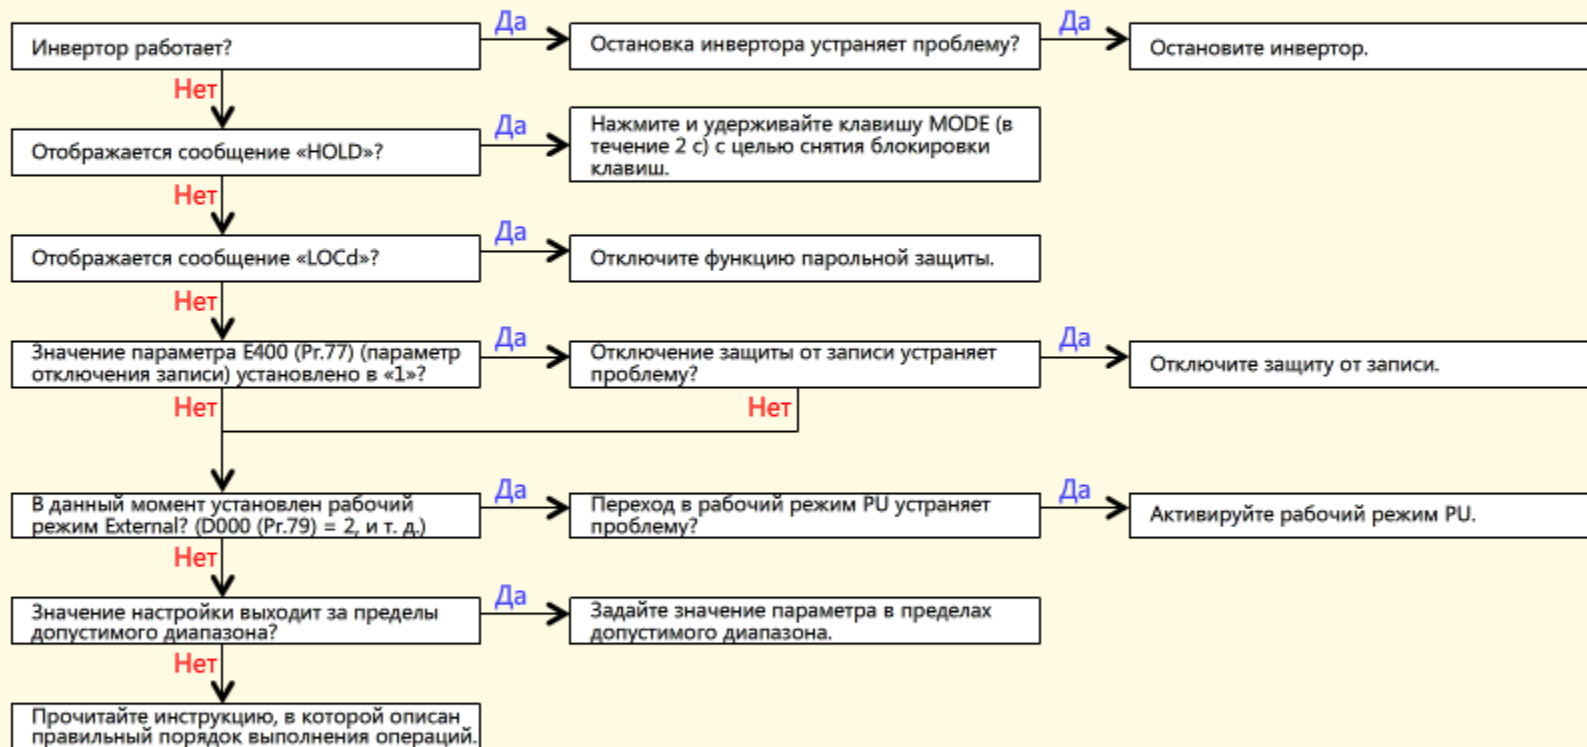 Инвертор работает?
Да
Остановка инвертора устраняет проблему?
Да
Остановите инвертор.
Нет
Отображается сообщение «HOLD»?
Да
Нажмите и удерживайте клавишу MODE (в
течение 2 с) с целью снятия блокировки
клавиш.
Нет
Отображается сообщение «LOCd»?
Да
Отключите функцию парольной защиты.
Нет
Значение параметра E400 (Pr.77) (параметр
отключения записи) установлено в «1»?
Да
Отключение защиты от записи устраняет
проблему?
Да
Отключите защиту от записи.
Нет
Нет
В данный момент установлен рабочий
режим External? (D000 (Pr.79) = 2, и т. д.)
Да
Переход в рабочий режим PU устраняет
проблему?
Да
Активируйте рабочий режим PU.
Нет
Значение настройки выходит за пределы
допустимого диапазона?
Да
Задайте значение параметра в пределах
допустимого диапазона.
Нет
Прочитайте инструкцию, в которой описан
правильный порядок выполнения операций.